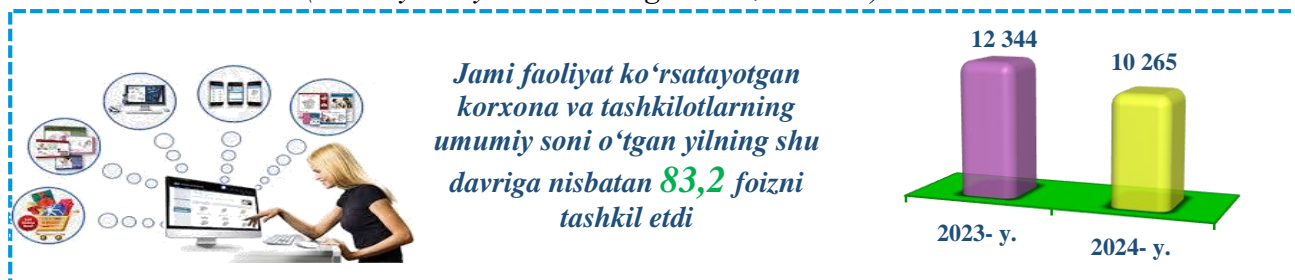 12 344
10 265
Jami faoliyat ko‘rsatayotgan
korxona va tashkilotlarning
umumiy soni o‘tgan yilning shu
davriga nisbatan 83,2 foizni
tashkil etdi
2023- y.
2024- y.